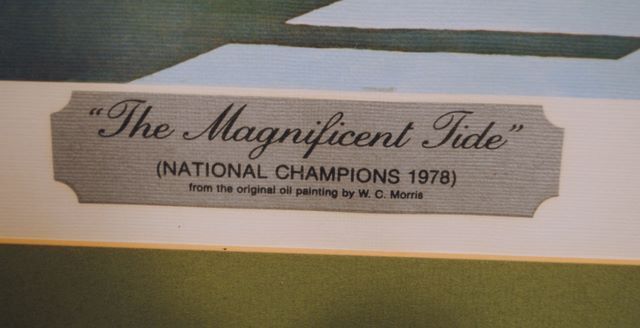 “The Magnificent Tide”
(NATIONAL CHAMPIONS 1978)
from the original oil painting by W. C. Morris